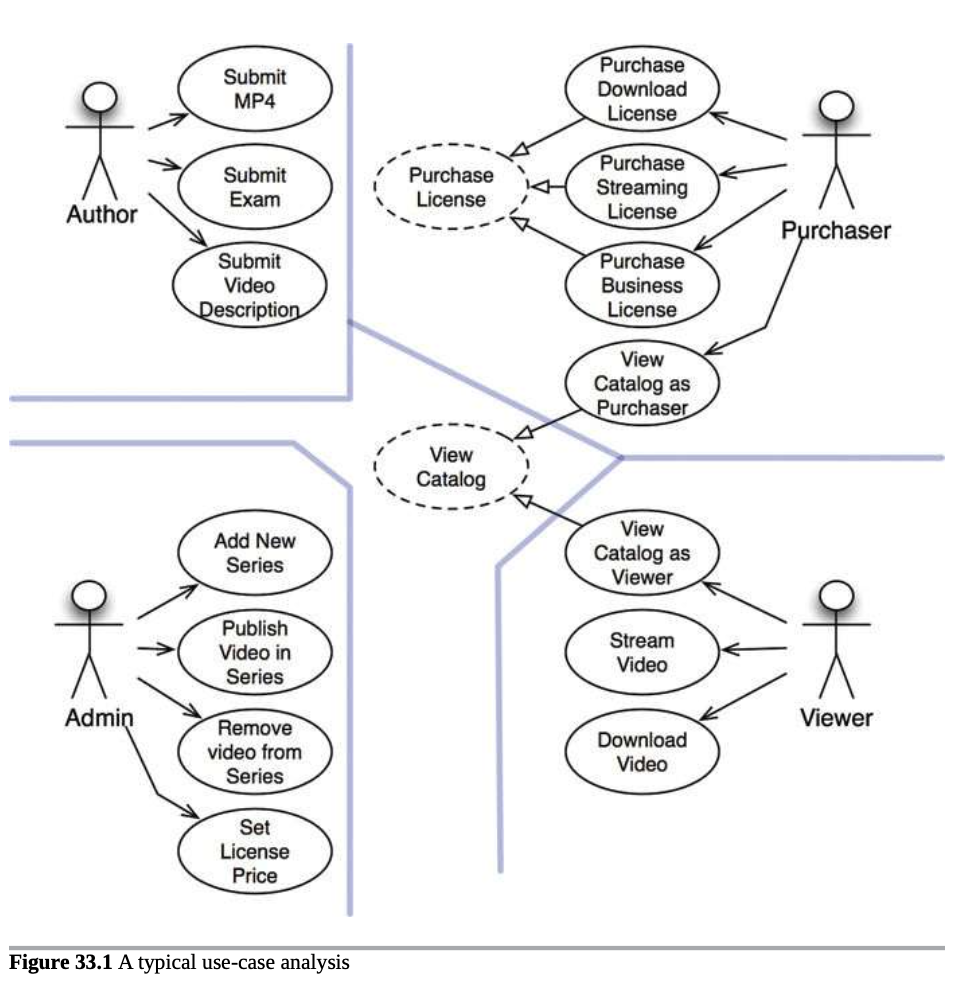 Submit
MP4
Submit
Exam
Submit
Video
Description
Author
Purchase
Download
License
Purchase
Streaming
License
Purchase
Business
License
Purchase
License
Purchaser
View
Catalog as
Purchaser
View
Catalog
Add New
Series
Publish
Video in
Series
Remove
video from
Series
Set
License
Price
Admin
View
Catalog as
Viewer
Stream
Video
Download
Video
Viewer
Figure 33.1 A typical use-case analysis